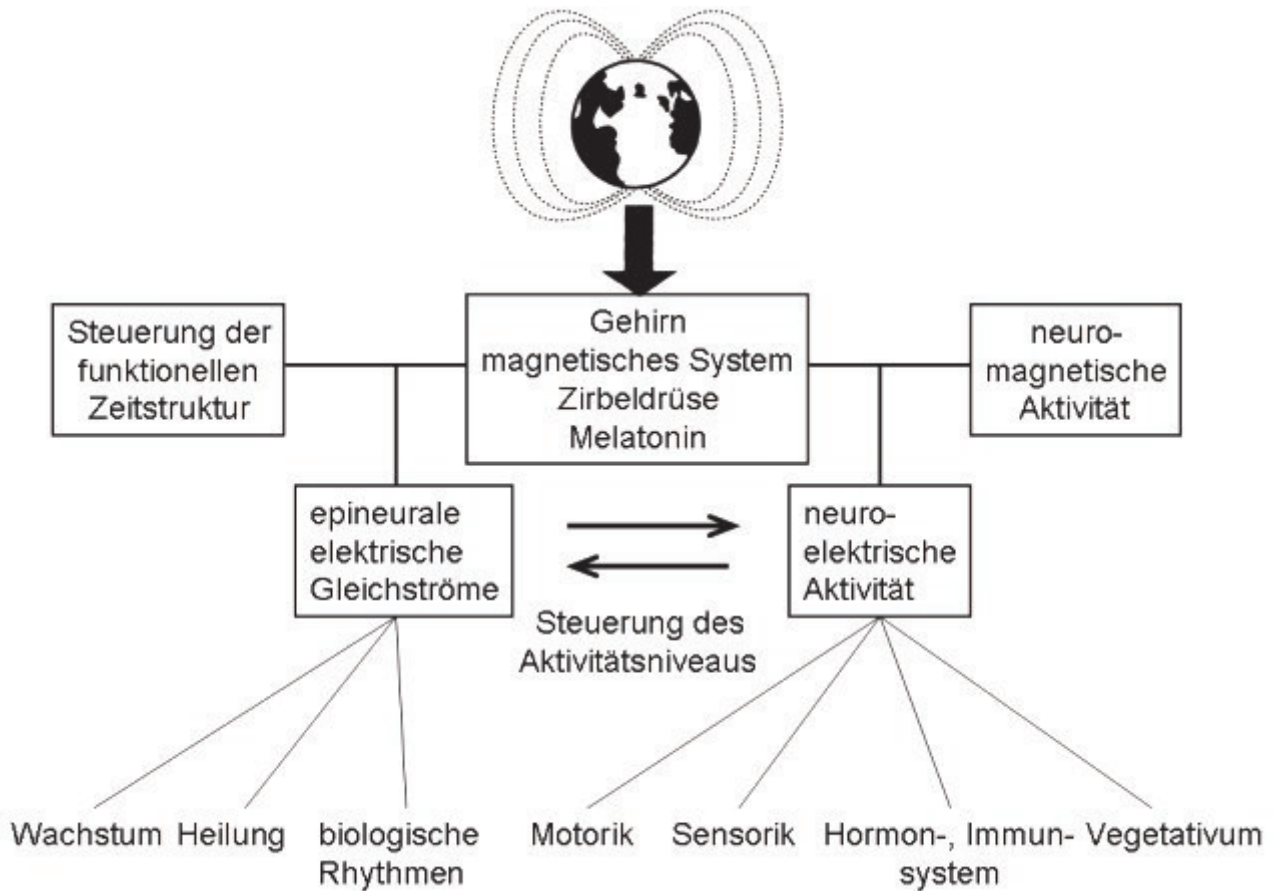 Gehirn
magnetisches System
Zirbeldrüse
Melatonin
Steuerung der
funktionellen
Zeitstruktur
neuro-
magnetische
Aktivität
epineurale
elektrische
Gleichströme
neuro-
elektrische
Aktivität
Steuerung des
Aktivitätsniveaus
Wachstum
Heilung
biologische
Rhythmen
Motorik
Sensorik
Hormon-, Immun-
system
Vegetativum